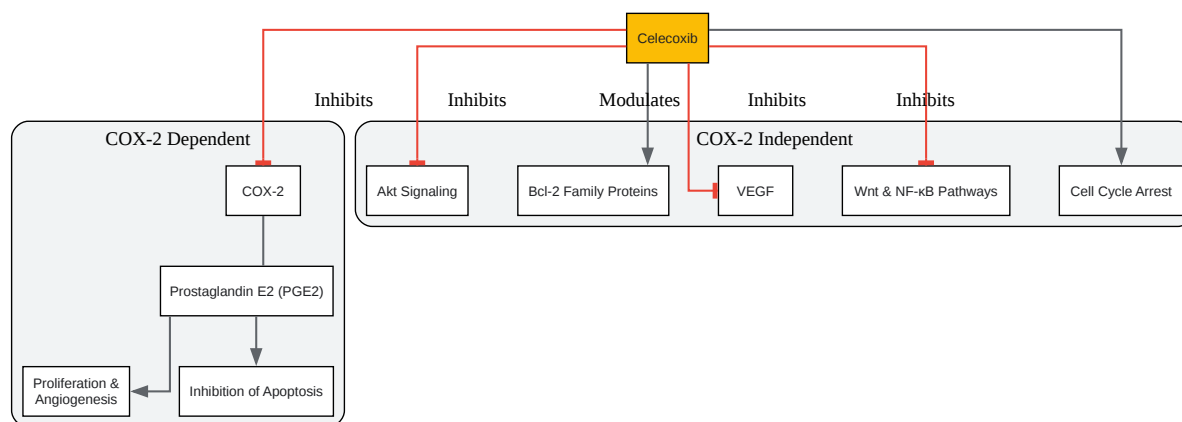 Celecoxib
Inhibits
Inhibits
Modulates
Inhibits
Inhibits
COX-2 Dependent
COX-2 Independent
COX-2
Akt Signaling
Bcl-2 Family Proteins
VEGF
Wnt & NF-κB Pathways
Cell Cycle Arrest
Prostaglandin E2 (PGE2)
Proliferation &
Angiogenesis
Inhibition of Apoptosis